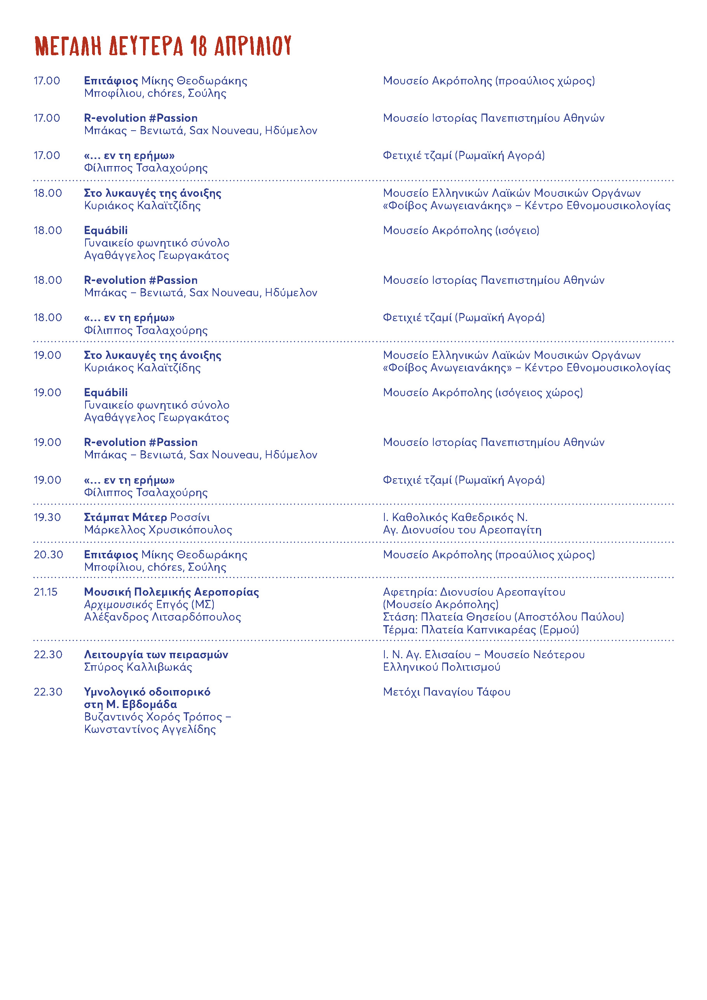 ΜΕΓΑΛΗ ΔΕΥΤΕΡΑ 18 ΑΠΡΙΛΙΟΥ
17.00 Επιτάφιος Μίκης Θεοδωράκης Μουσείο Ακρόπολης (προαύλιος χώρος)
Μποφίλιου, chórεs, Σούλης
17.00 R-evolution #Passion Μουσείο Ιστορίας Πανεπιστημίου Αθηνών
Μπάκας – Βενιωτά, Sax Nouveau, Ηδύμελον
17.00 «... εν τη ερήμω» Φετιχιέ τζαμί (Ρωμαϊκή Αγορά)
Φίλιππος Τσαλαχούρης
18.00 Στο λυκαυγές της άνοιξης Μουσείο Ελληνικών Λαϊκών Μουσικών Οργάνων
Κυριάκος Καλαϊτζίδης «Φοίβος Ανωγειανάκης» – Κέντρο Εθνομουσικολογίας
18.00 Equábili Μουσείο Ακρόπολης (ισόγειο)
Γυναικείο φωνητικό σύνολο
Αγαθάγγελος Γεωργακάτος
18.00 R-evolution #Passion Μουσείο Ιστορίας Πανεπιστημίου Αθηνών
Μπάκας – Βενιωτά, Sax Nouveau, Ηδύμελον
18.00 «... εν τη ερήμω» Φετιχιέ τζαμί (Ρωμαϊκή Αγορά)
Φίλιππος Τσαλαχούρης
19.00 Στο λυκαυγές της άνοιξης Μουσείο Ελληνικών Λαϊκών Μουσικών Οργάνων
Κυριάκος Καλαϊτζίδης «Φοίβος Ανωγειανάκης» – Κέντρο Εθνομουσικολογίας
19.00 Equábili Μουσείο Ακρόπολης (ισόγειος χώρος)
Γυναικείο φωνητικό σύνολο
Αγαθάγγελος Γεωργακάτος
19.00 R-evolution #Passion Μουσείο Ιστορίας Πανεπιστημίου Αθηνών
Μπάκας – Βενιωτά, Sax Nouveau, Ηδύμελον
19.00 «... εν τη ερήμω» Φετιχιέ τζαμί (Ρωμαϊκή Αγορά)
Φίλιππος Τσαλαχούρης
19.30 Στάμπατ Μάτερ Ροσσίνι Ι. Καθολικός Καθεδρικός Ν.
Μάρκελλος Χρυσικόπουλος Αγ. Διονυσίου του Αρεοπαγίτη
20.30 Επιτάφιος Μίκης Θεοδωράκης Μουσείο Ακρόπολης (προαύλιος χώρος)
Μποφίλιου, chórεs, Σούλης
21.15 Μουσική Πολεμικής Αεροπορίας Αφετηρία: Διονυσίου Αρεοπαγίτου
Αρχιμουσικός Επγός (ΜΣ) (Μουσείο Ακρόπολης)
Αλέξανδρος Λιτσαρδόπουλος Στάση: Πλατεία Θησείου (Αποστόλου Παύλου)
Τέρμα: Πλατεία Καπνικαρέας (Ερμού)
22.30 Λειτουργία των πειρασμών Ι. Ν. Αγ. Ελισαίου – Μουσείο Νεότερου
Σπύρος Καλλιβωκάς Ελληνικού Πολιτισμού
22.30 Υμνολογικό οδοιπορικό Μετόχι Παναγίου Τάφου
στη Μ. Εβδομάδα
Βυζαντινός Χορός Τρόπος –
Κωνσταντίνος Αγγελίδης